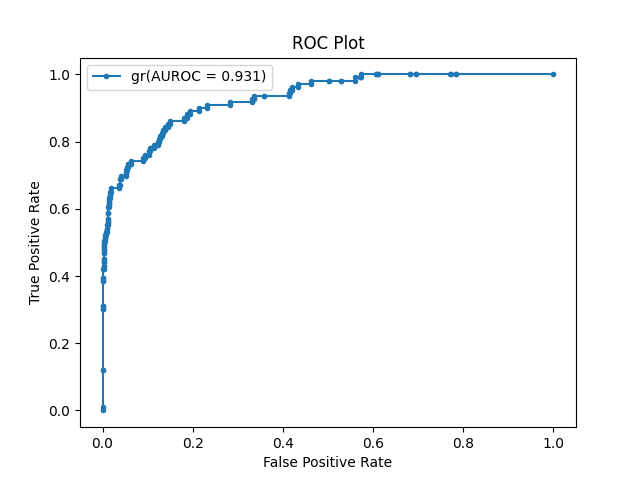 ROC Plot
gr(AUROC = 0.931)
1.0
0.8
0.6
0.4
0.2
0.0
True Positive Rate
0.0 0.2 0.4 0.6 0.8 1.0
False Positive Rate